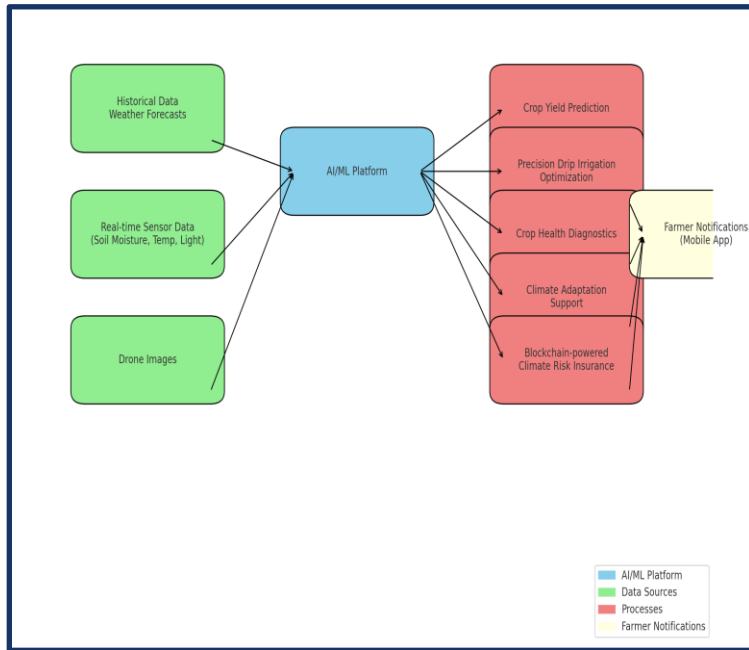 Historical Data
Weather Forecasts
Real-time Sensor Data
(Soil Moisture, Temp, Light)
Drone Images
AI/ML Platform
Crop Yield Prediction
Precision Drip Irrigation
Optimization
Crop Health Diagnostics
Climate Adaptation
Support
Blockchain-powered
Climate Risk Insurance
Farmer Notifications
(Mobile App)
AI/ML Platform
Data Sources
Processes
Farmer Notifications